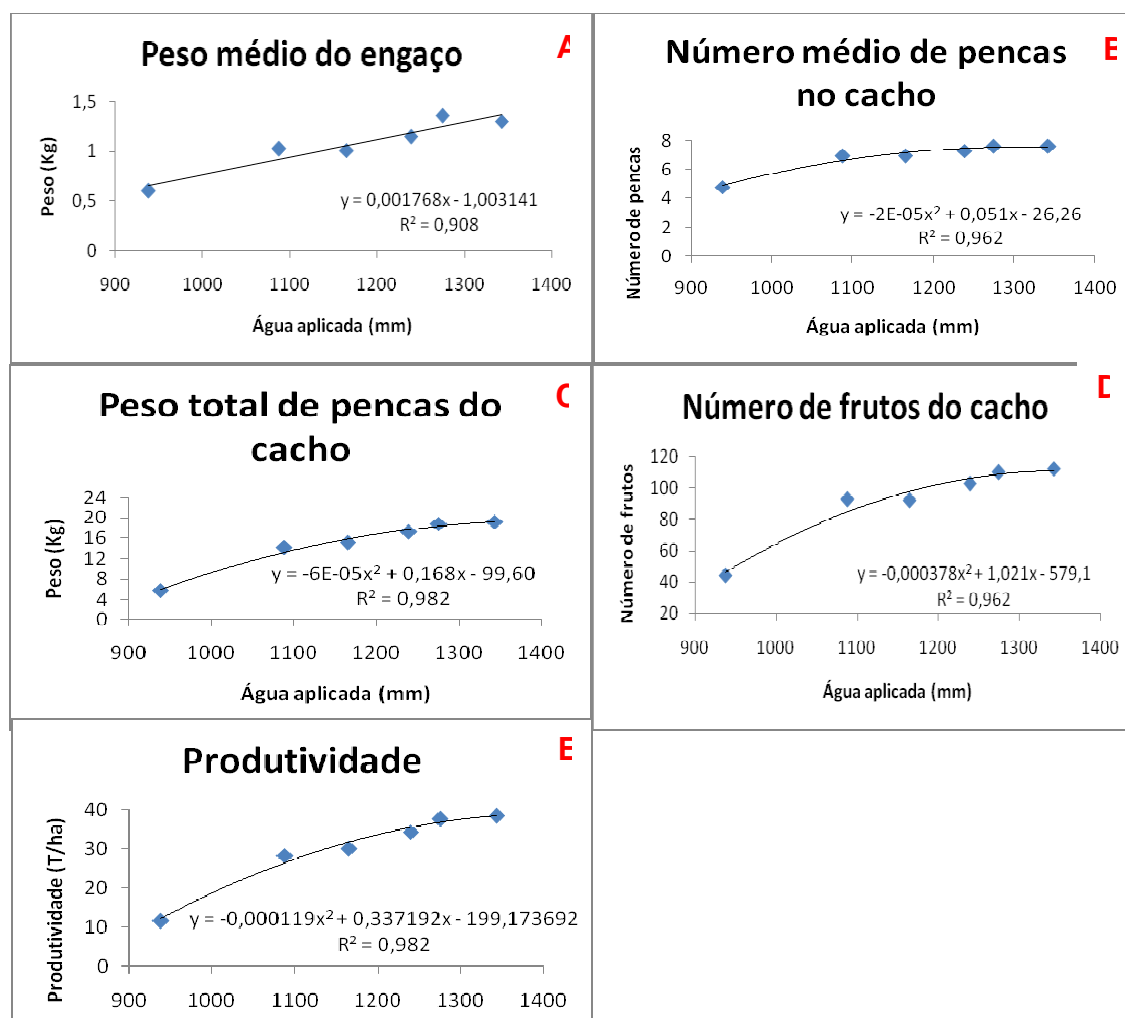 Peso médio do engaço
A
Peso (Kg)
1,5
1
0,5
0
y = 0,001768x - 1,003141
R² = 0,908
900 1000 1100 1200 1300 1400
Água aplicada (mm)
Número médio de pencas
no cacho
Número de pencas
8
6
4
2
0
y = -2E-05x² + 0,051x - 26,26
R² = 0,962
900 1000 1100 1200 1300 1400
Água aplicada (mm)
Peso total de pencas do
cacho
C
Peso (Kg)
24
20
16
12
8
4
0
y = -6E-05x² + 0,168x - 99,60
R² = 0,982
900 1000 1100 1200 1300 1400
Água aplicada (mm)
Número de frutos do cacho
D
Número de frutos
120
100
80
60
40
20
y = -0,000378x² + 1,021x - 579,1
R² = 0,962
900 1000 1100 1200 1300 1400
Água aplicada (mm)
Produtividade
E
Produtividade (T/ha)
40
30
20
10
0
y = -0,000119x² + 0,337192x - 199,173692
R² = 0,982
900 1000 1100 1200 1300 1400